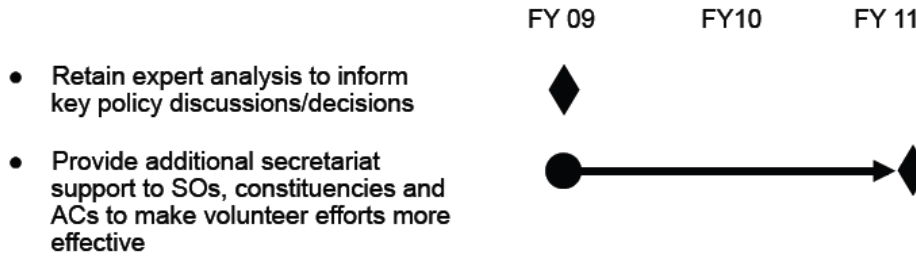 FY 09 FY10 FY 11
● Retain expert analysis to inform
key policy discussions/decisions
● Provide additional secretariat
support to SOs, constituencies and
ACs to make volunteer efforts more
effective